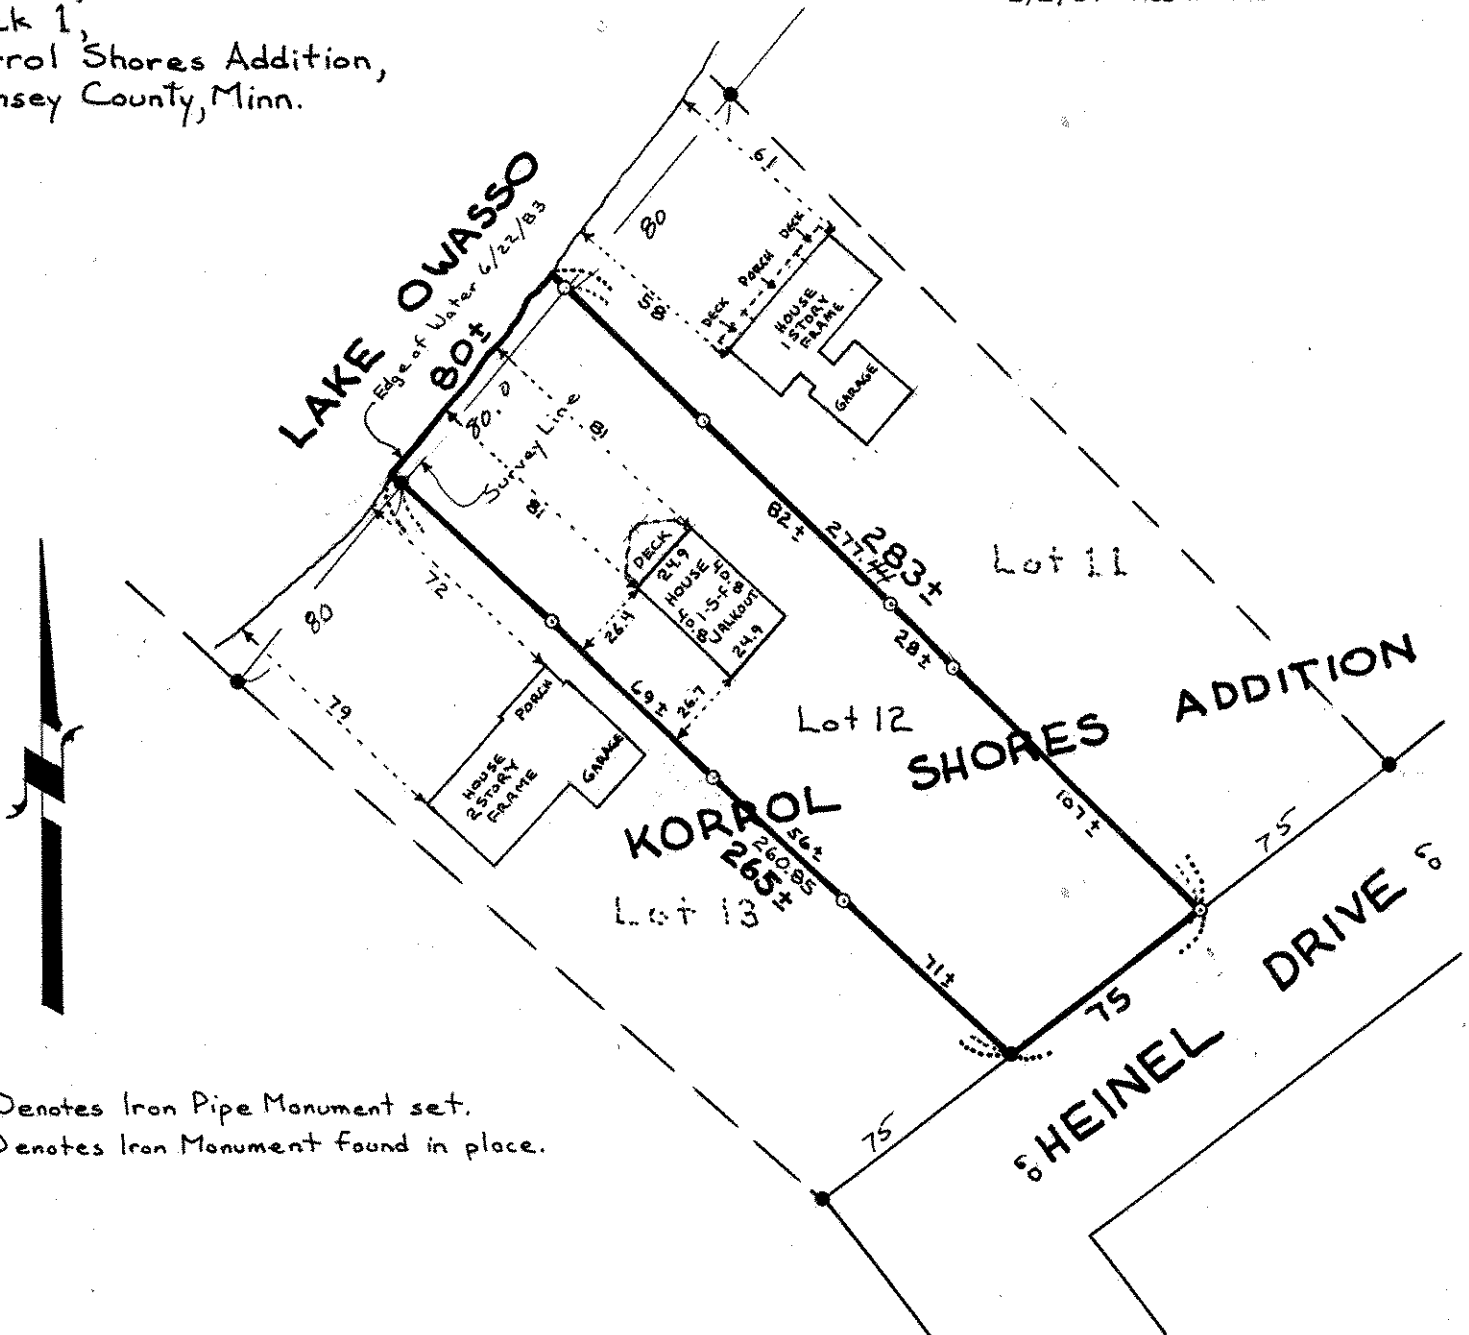 lk 1,
rrol Shores Addition,
nsey County, Minn.
LAKE OWASSO
Edge of Water 6/22/83
80±
80.0
Survey Line
61
80
58
DECK PORCH DECK
HOUSE
1 STORY
FRAME
GARAGE
81
81
DECK
24.9
HOUSE
40.8
1-S-F
40.8
WALKOUT
24.9
26.4
26.7
82±
277.44
283±
28±
107±
Lot 11
72
80
79
PORCH
HOUSE
2 STORY
FRAME
GARAGE
69±
56±
260.85
265±
71±
Lot 12
Lot 13
KORROL SHORES ADDITION
75
75
75
60 HEINEL DRIVE 60
Denotes Iron Pipe Monument set.
Denotes Iron Monument found in place.